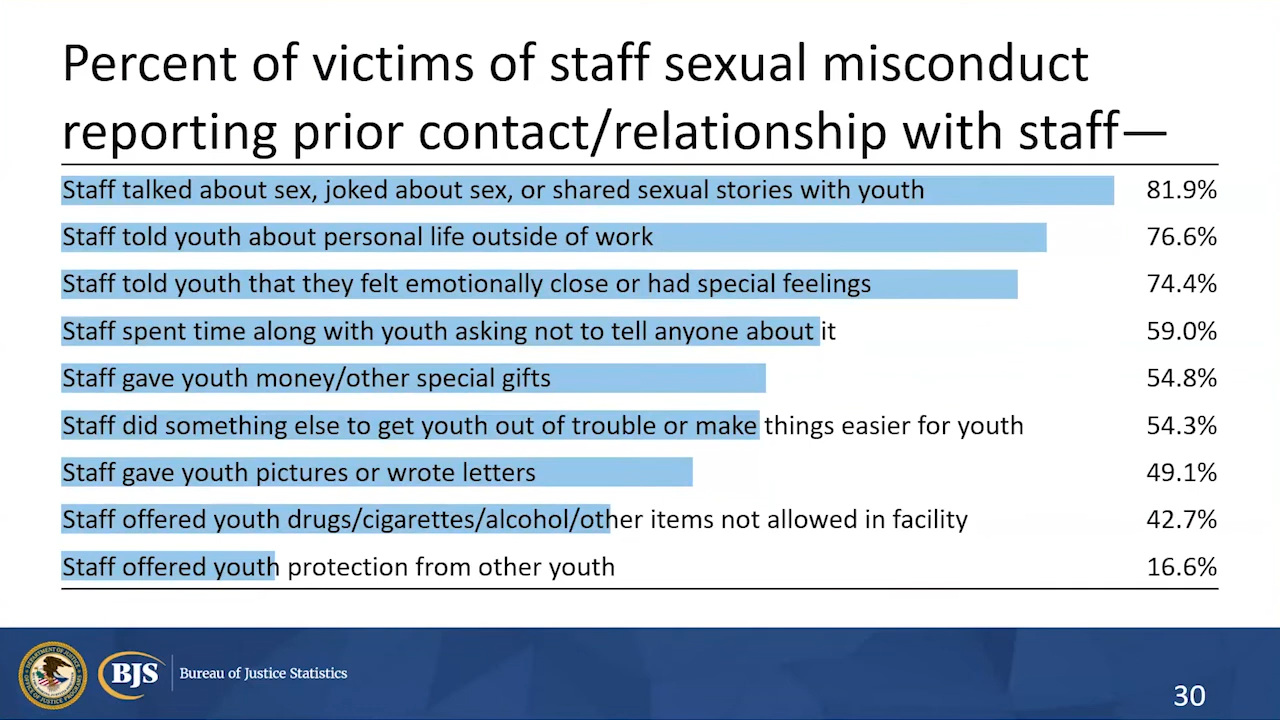 Percent of victims of staff sexual misconduct
reporting prior contact/relationship with staff—
Staff talked about sex, joked about sex, or shared sexual stories with youth 81.9%
Staff told youth about personal life outside of work 76.6%
Staff told youth that they felt emotionally close or had special feelings 74.4%
Staff spent time along with youth asking not to tell anyone about it 59.0%
Staff gave youth money/other special gifts 54.8%
Staff did something else to get youth out of trouble or make things easier for youth 54.3%
Staff gave youth pictures or wrote letters 49.1%
Staff offered youth drugs/cigarettes/alcohol/other items not allowed in facility 42.7%
Staff offered youth protection from other youth 16.6%
BJS
Bureau of Justice Statistics
30